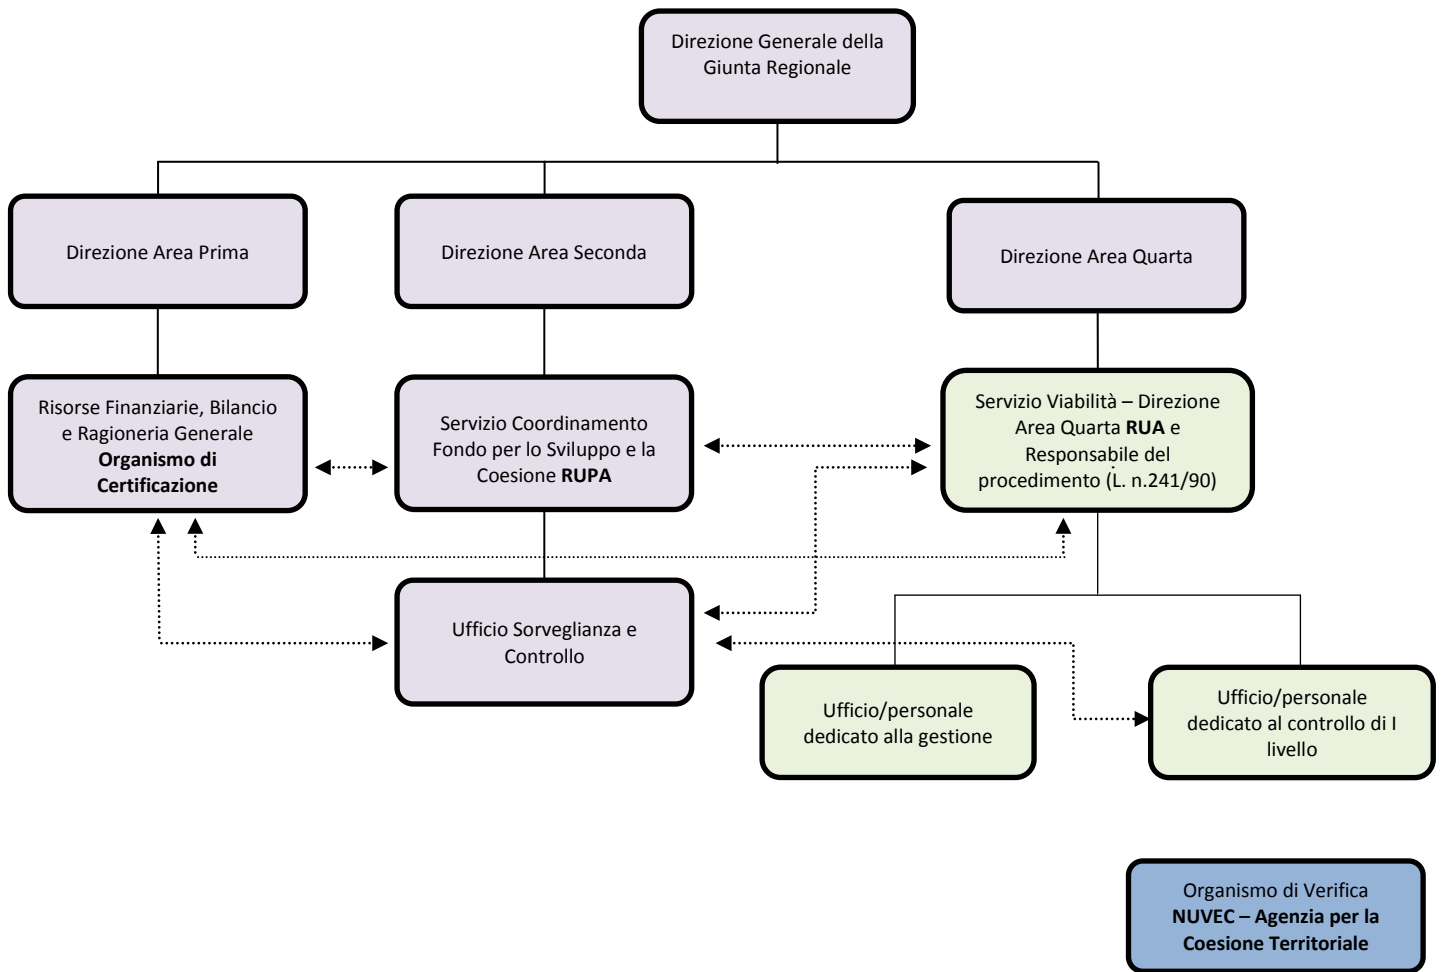 Direzione Generale della
Giunta Regionale
Direzione Area Prima
Direzione Area Seconda
Direzione Area Quarta
Risorse Finanziarie, Bilancio
e Ragioneria Generale
Organismo di
Certificazione
Servizio Coordinamento
Fondo per lo Sviluppo e la
Coesione RUPA
Servizio Viabilità – Direzione
Area Quarta RUA e
Responsabile del
procedimento (L. n.241/90)
Ufficio Sorveglianza e
Controllo
Ufficio/personale
dedicato alla gestione
Ufficio/personale
dedicato al controllo di I
livello
Organismo di Verifica
NUVEC – Agenzia per la
Coesione Territoriale